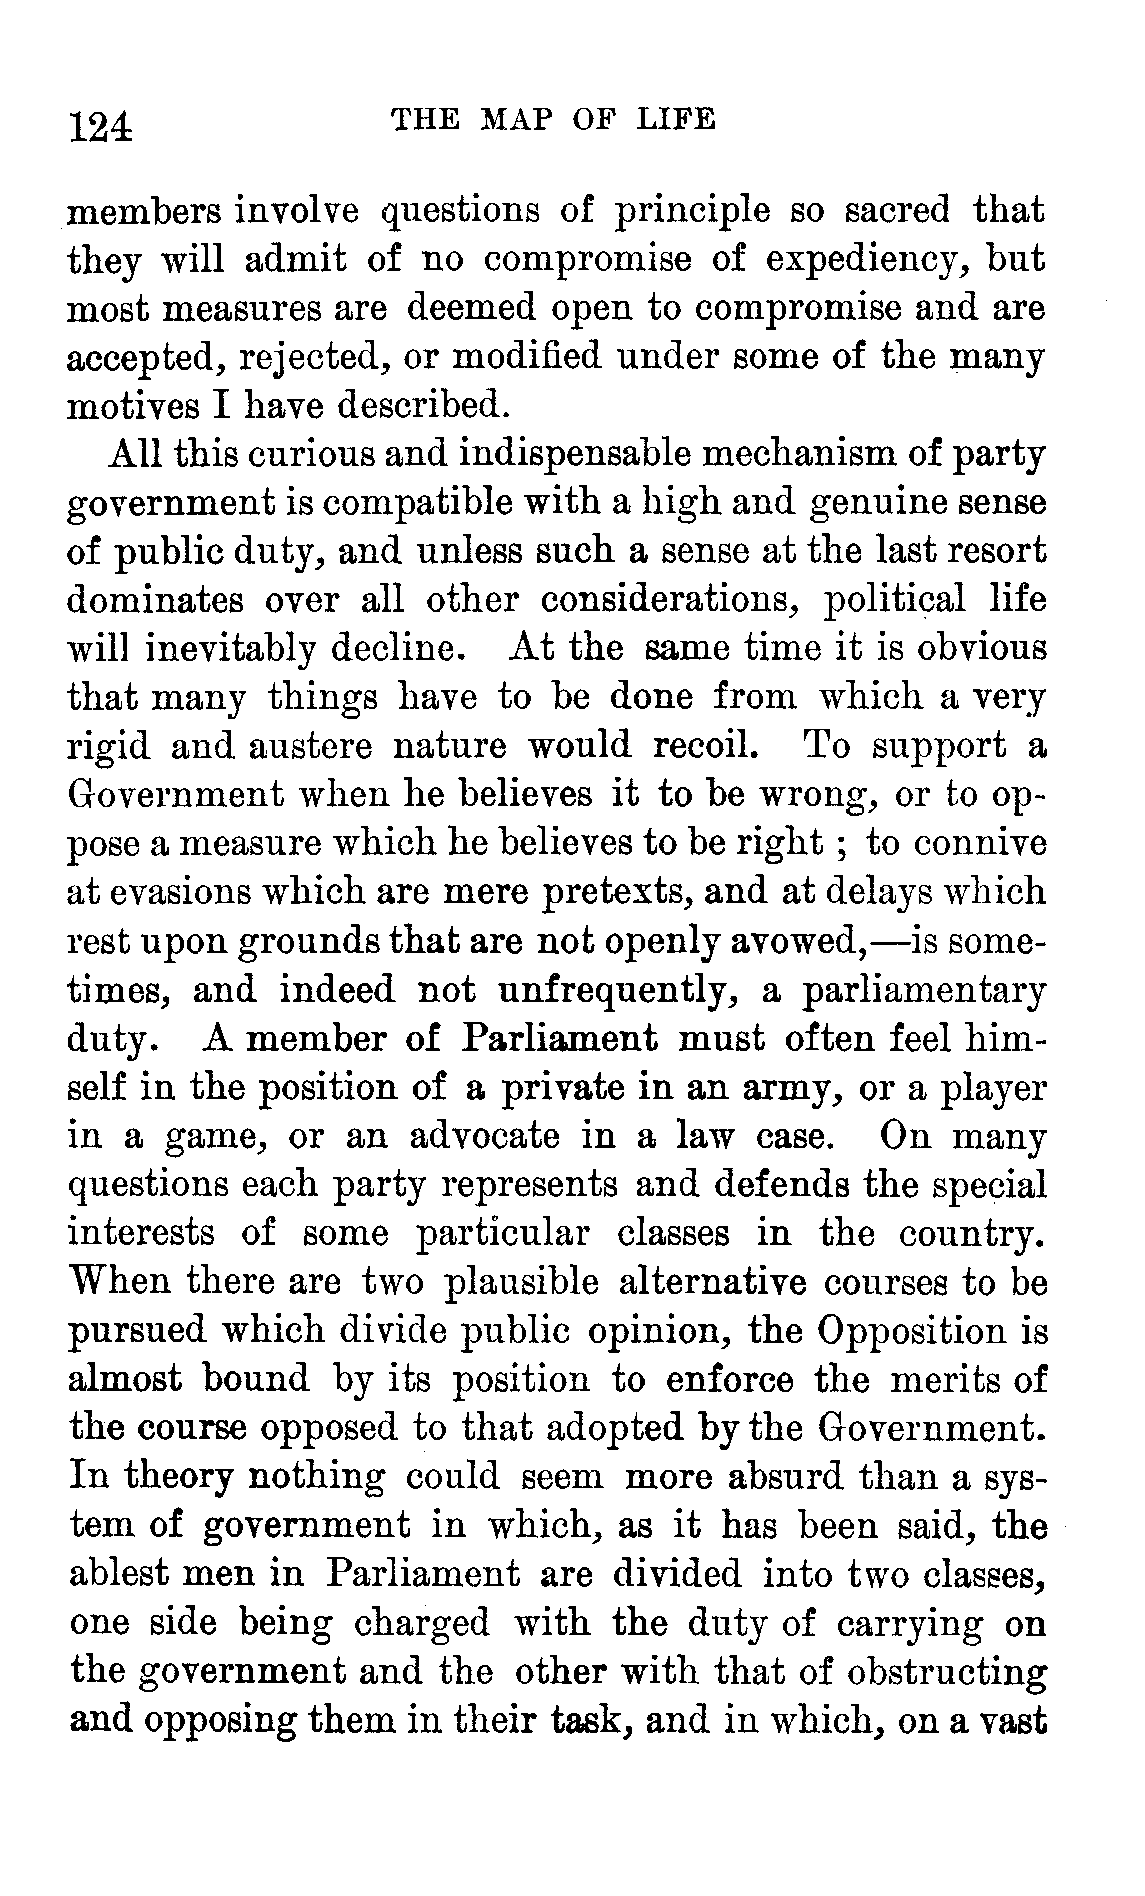 124 THE MAP OF LIFE
members involve questions of principle so sacred that
they will admit of no compromise of expediency, but
most measures are deemed open to compromise and are
accepted, rejected, or modified under some of the many
motives I have described.
All this curious and indispensable mechanism of party
government is compatible with a high and genuine sense
of public duty, and unless such a sense at the last resort
dominates over all other considerations, political life
will inevitably decline. At the same time it is obvious
that many things have to be done from which a very
rigid and austere nature would recoil. To support a
Government when he believes it to be wrong, or to op-
pose a measure which he believes to be right ; to connive
at evasions which are mere pretexts, and at delays which
rest upon grounds that are not openly avowed,—is some-
times, and indeed not unfrequently, a parliamentary
duty. A member of Parliament must often feel him-
self in the position of a private in an army, or a player
in a game, or an advocate in a law case. On many
questions each party represents and defends the special
interests of some particular classes in the country.
When there are two plausible alternative courses to be
pursued which divide public opinion, the Opposition is
almost bound by its position to enforce the merits of
the course opposed to that adopted by the Government.
In theory nothing could seem more absurd than a sys-
tem of government in which, as it has been said, the
ablest men in Parliament are divided into two classes,
one side being charged with the duty of carrying on
the government and the other with that of obstructing
and opposing them in their task, and in which, on a vast